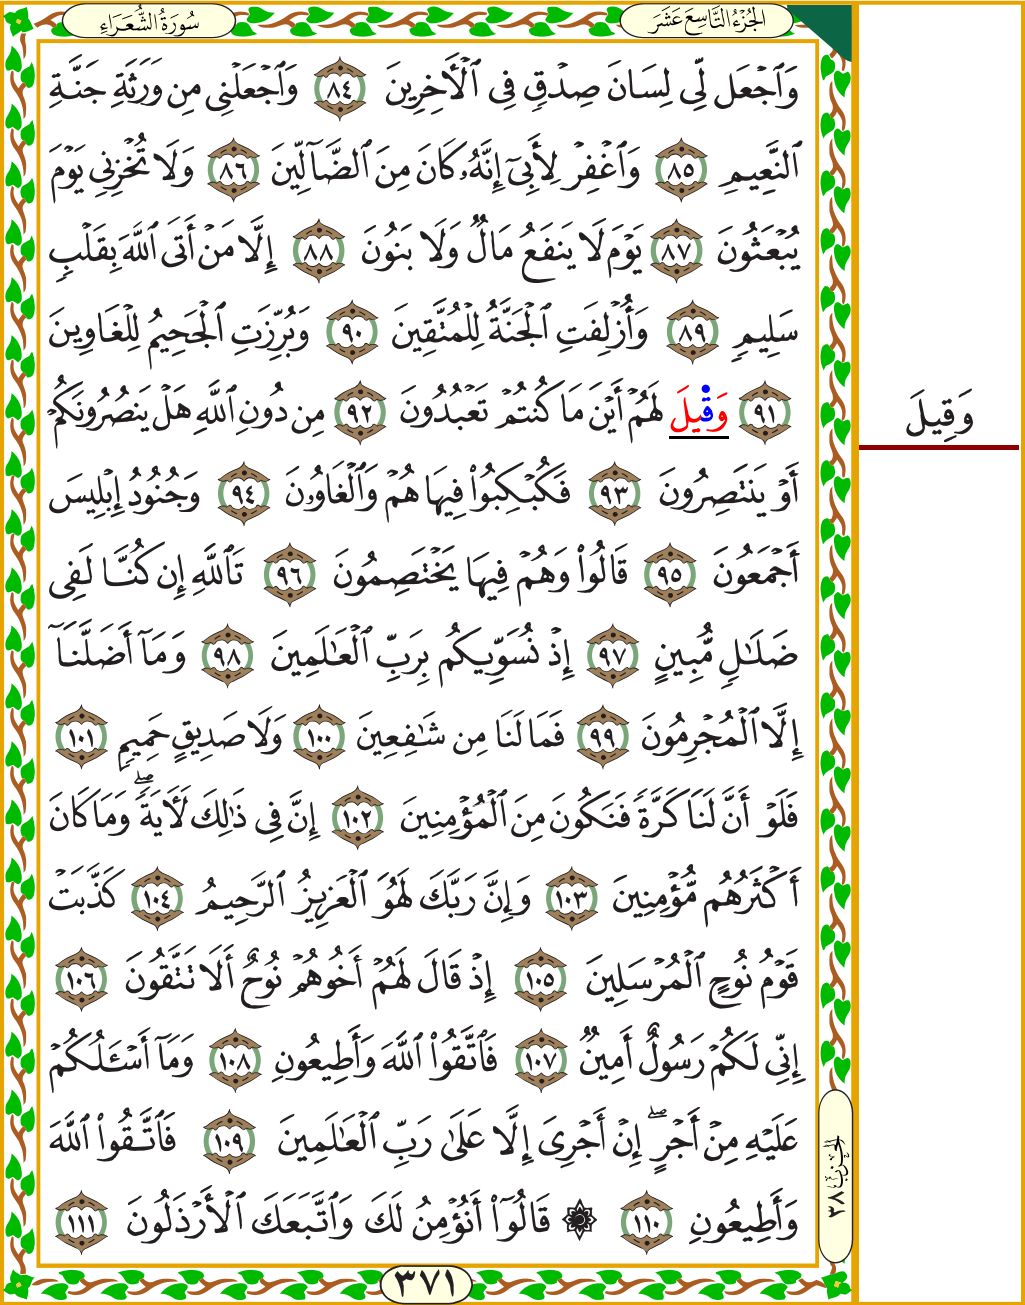 سُورَةُ الشُّعَرَاءِ
الجُزْءُ التَّاسِعَ عَشَرَ
وَٱجْعَل لِّى لِسَانَ صِدْقٍ فِى ٱلْأَخِرِينَ ٨٤ وَٱجْعَلْنِى مِن وَرَثَةِ جَنَّةِ
ٱلنَّعِيمِ ٨٥ وَٱغْفِرْ لِأَبِىٓ إِنَّهُۥ كَانَ مِنَ ٱلضَّآلِّينَ ٨٦ وَلَا تُخْزِنِى يَوْمَ
يُبْعَثُونَ ٨٧ يَوْمَ لَا يَنفَعُ مَالٌ وَلَا بَنُونَ ٨٨ إِلَّا مَنْ أَتَى ٱللَّهَ بِقَلْبٍ
سَلِيمٍ ٨٩ وَأُزْلِفَتِ ٱلْجَنَّةُ لِلْمُتَّقِينَ ٩٠ وَبُرِّزَتِ ٱلْجَحِيمُ لِلْغَاوِينَ
٩١ وَقِيلَ لَهُمْ أَيْنَ مَا كُنتُمْ تَعْبُدُونَ ٩٢ مِن دُونِ ٱللَّهِ هَلْ يَنصُرُونَكُمْ
وَقِيلَ
أَوْ يَنتَصِرُونَ ٩٣ فَكُبْكِبُوا۟ فِيهَا هُمْ وَٱلْغَاوُۥنَ ٩٤ وَجُنُودُ إِبْلِيسَ
أَجْمَعُونَ ٩٥ قَالُوا۟ وَهُمْ فِيهَا يَخْتَصِمُونَ ٩٦ تَٱللَّهِ إِن كُنَّا لَفِى
ضَلَٰلٍ مُّبِينٍ ٩٧ إِذْ نُسَوِّيكُم بِرَبِّ ٱلْعَٰلَمِينَ ٩٨ وَمَآ أَضَلَّنَآ
إِلَّا ٱلْمُجْرِمُونَ ٩٩ فَمَا لَنَا مِن شَٰفِعِينَ ١٠٠ وَلَا صَدِيقٍ حَمِيمٍ ١٠١
فَلَوْ أَنَّ لَنَا كَرَّةً فَنَكُونَ مِنَ ٱلْمُؤْمِنِينَ ١٠٢ إِنَّ فِى ذَٰلِكَ لَأَيَةً ۖ وَمَا كَانَ
أَكْثَرُهُم مُّؤْمِنِينَ ١٠٣ وَإِنَّ رَبَّكَ لَهُوَ ٱلْعَزِيزُ ٱلرَّحِيمُ ١٠٤ كَذَّبَتْ
قَوْمُ نُوحٍ ٱلْمُرْسَلِينَ ١٠٥ إِذْ قَالَ لَهُمْ أَخُوهُمْ نُوحٌ أَلَا تَتَّقُونَ ١٠٦
إِنِّى لَكُمْ رَسُولٌ أَمِينٌ ١٠٧ فَٱتَّقُوا۟ ٱللَّهَ وَأَطِيعُونِ ١٠٨ وَمَآ أَسْـَٔلُكُمْ
عَلَيْهِ مِنْ أَجْرٍ ۖ إِنْ أَجْرِىَ إِلَّا عَلَىٰ رَبِّ ٱلْعَٰلَمِينَ ١٠٩ فَٱتَّقُوا۟ ٱللَّهَ
وَأَطِيعُونِ ١١٠ ۞ قَالُوٓا۟ أَنُؤْمِنُ لَكَ وَٱتَّبَعَكَ ٱلْأَرْذَلُونَ ١١١
الحِزْبُ ٣٨
٣٧١